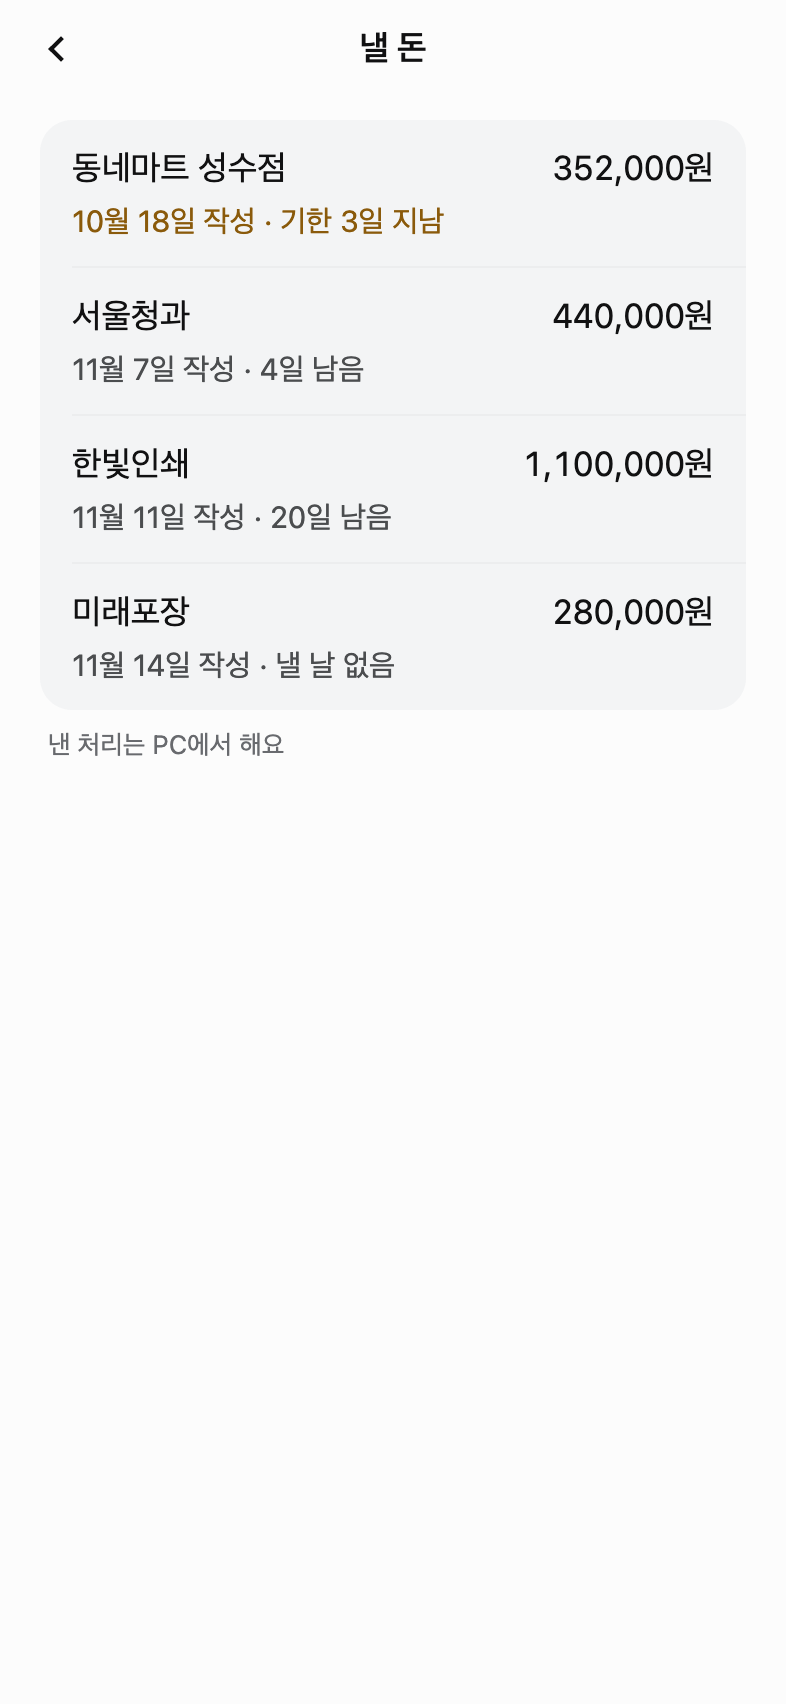 낼 돈
동네마트 성수점 352,000원
10월 18일 작성 · 기한 3일 지남
서울청과 440,000원
11월 7일 작성 · 4일 남음
한빛인쇄 1,100,000원
11월 11일 작성 · 20일 남음
미래포장 280,000원
11월 14일 작성 · 낼 날 없음
낸 처리는 PC에서 해요